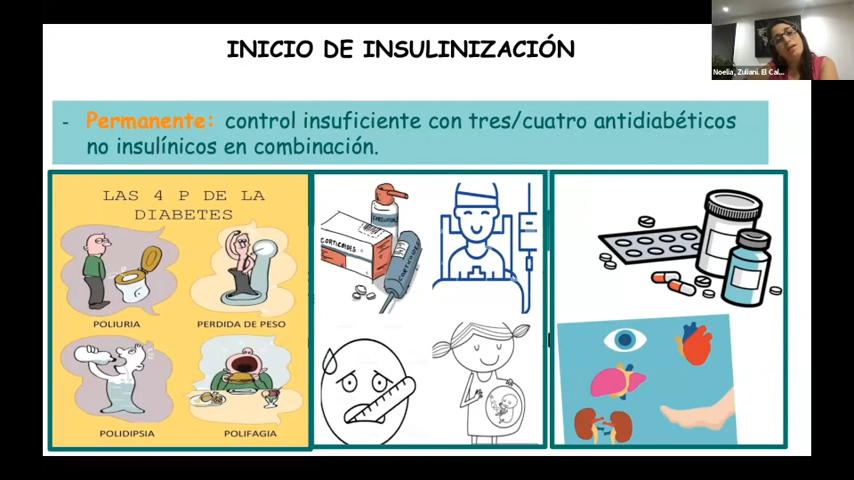 INICIO DE INSULINIZACIÓN
Noelia, Zuliani. El Cal...
- Permanente: control insuficiente con tres/cuatro antidiabéticos
no insulínicos en combinación.
LAS 4 P DE LA
DIABETES
POLIURIA
PERDIDA DE PESO
POLIDIPSIA
POLIFAGIA
CORTICOIDES